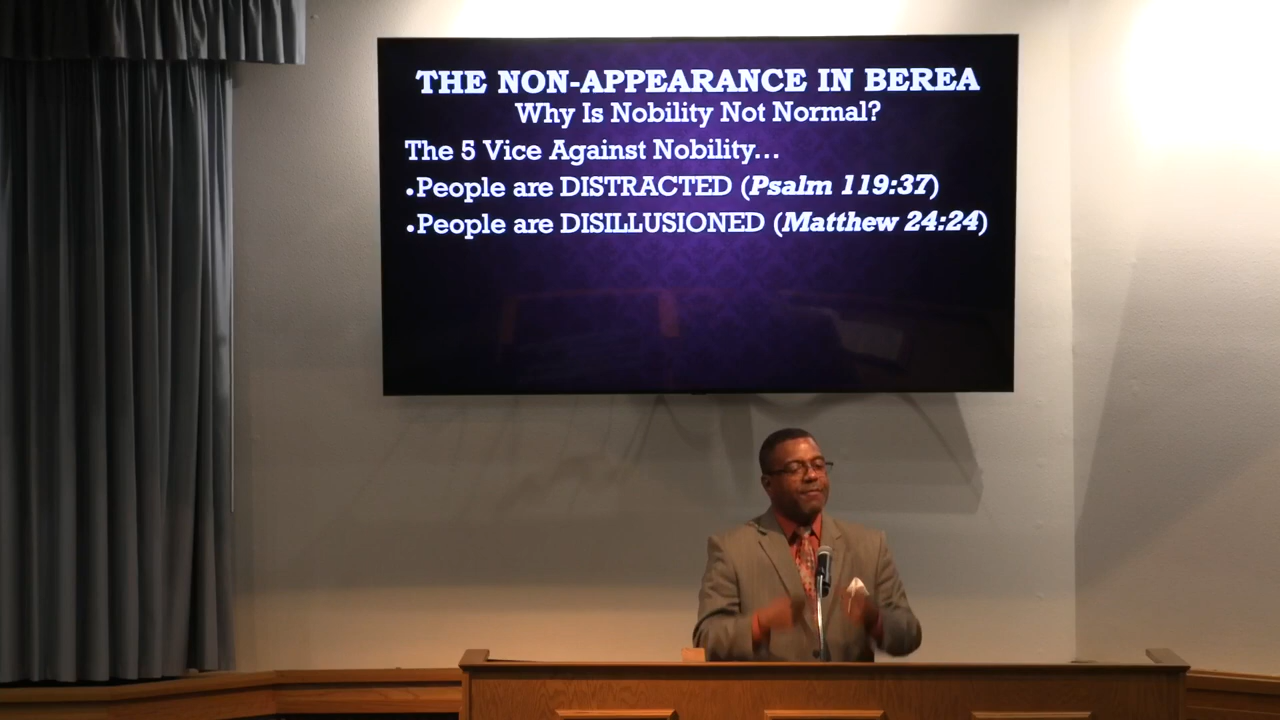 THE NON-APPEARANCE IN BEREA
Why Is Nobility Not Normal?
The 5 Vice Against Nobility...
•People are DISTRACTED (Psalm 119:37)
•People are DISILLUSIONED (Matthew 24:24)